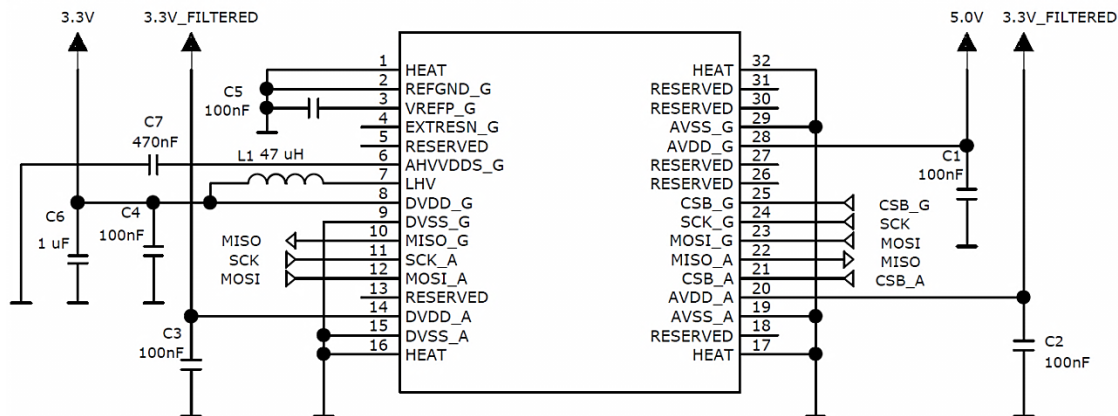 3.3V 3.3V_FILTERED 5.0V 3.3V_FILTERED
1 HEAT HEAT 32
2 REFGND_G RESERVED 31
C5
100nF
3 VREFP_G RESERVED 30
4 EXTRESN_G AVSS_G 29
C7
470nF
5 RESERVED AVDD_G 28
L1 47 uH
6 AHVVDDS_G RESERVED 27
C1
100nF
7 LHV RESERVED 26
8 DVDD_G CSB_G 25 CSB_G
C6
1 uF
C4
100nF
9 DVSS_G SCK_G 24 SCK
MISO 10 MISO_G MOSI_G 23 MOSI
SCK 11 SCK_A MISO_A 22 MISO
MOSI 12 MOSI_A CSB_A 21 CSB_A
13 RESERVED AVDD_A 20
14 DVDD_A AVSS_A 19
C3
100nF
15 DVSS_A RESERVED 18
16 HEAT HEAT 17
C2
100nF